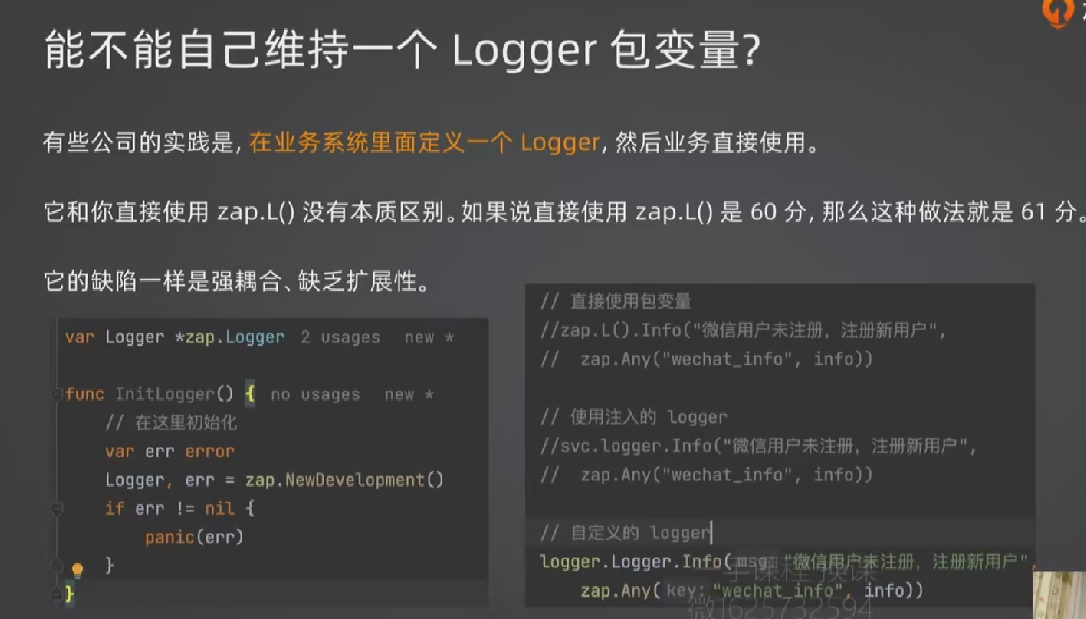 能不能自己维持一个 Logger 包变量?
有些公司的实践是, 在业务系统里面定义一个 Logger, 然后业务直接使用。
它和你直接使用 zap.L() 没有本质区别。如果说直接使用 zap.L() 是 60 分, 那么这种做法就是 61 分。
它的缺陷一样是强耦合、缺乏扩展性。
var Logger *zap.Logger 2 usages new *
func InitLogger() { no usages new *
// 在这里初始化
var err error
Logger, err = zap.NewDevelopment()
if err != nil {
panic(err)
}
}
// 直接使用包变量
//zap.L().Info("微信用户未注册，注册新用户",
// zap.Any("wechat_info", info))
// 使用注入的 logger
//svc.logger.Info("微信用户未注册，注册新用户",
// zap.Any("wechat_info", info))
// 自定义的 logger
logger.Logger.Info( msg: "微信用户未注册，注册新用户",
zap.Any( key: "wechat_info", info))
微1625732594